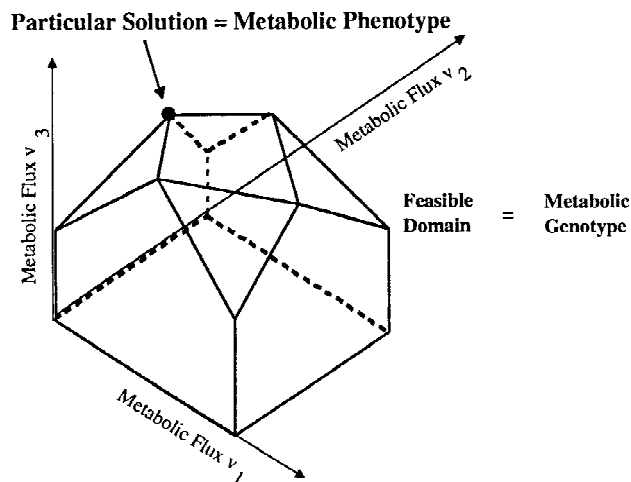 Particular Solution = Metabolic Phenotype
Metabolic Flux v 3
Metabolic Flux v 2
Feasible Domain = Metabolic Genotype
Metabolic Flux v 1